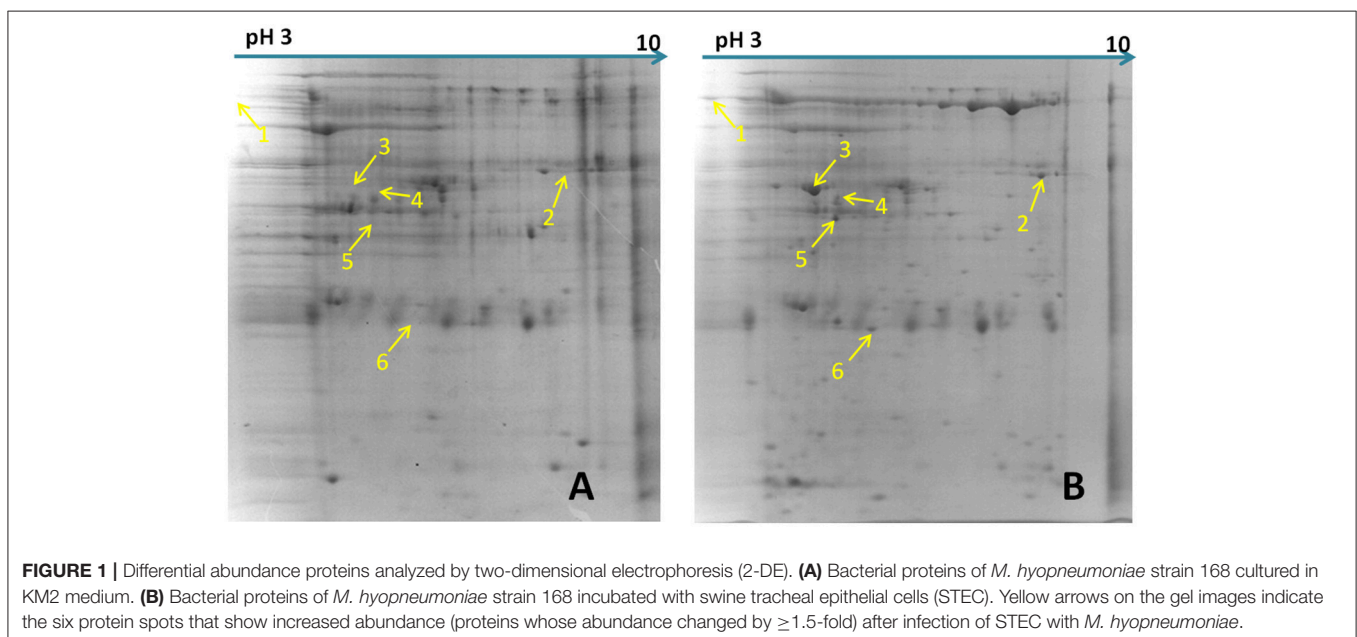 pH 3
10
pH 3
10
1
3
4
2
5
6
A
1
3
4
2
5
6
B
FIGURE 1 | Differential abundance proteins analyzed by two-dimensional electrophoresis (2-DE). (A) Bacterial proteins of M. hyopneumoniae strain 168 cultured in
KM2 medium. (B) Bacterial proteins of M. hyopneumoniae strain 168 incubated with swine tracheal epithelial cells (STEC). Yellow arrows on the gel images indicate
the six protein spots that show increased abundance (proteins whose abundance changed by ≥1.5-fold) after infection of STEC with M. hyopneumoniae.